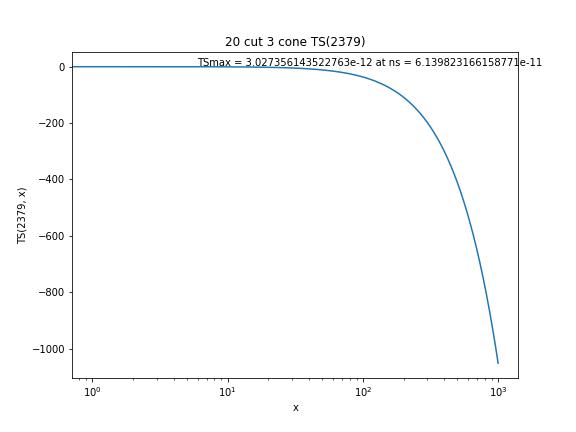 20 cut 3 cone TS(2379)
TSmax = 3.027356143522763e-12 at ns = 6.139823166158771e-11
TS(2379, x)
0
−200
−400
−600
−800
−1000
10⁰
10¹
10²
10³
x